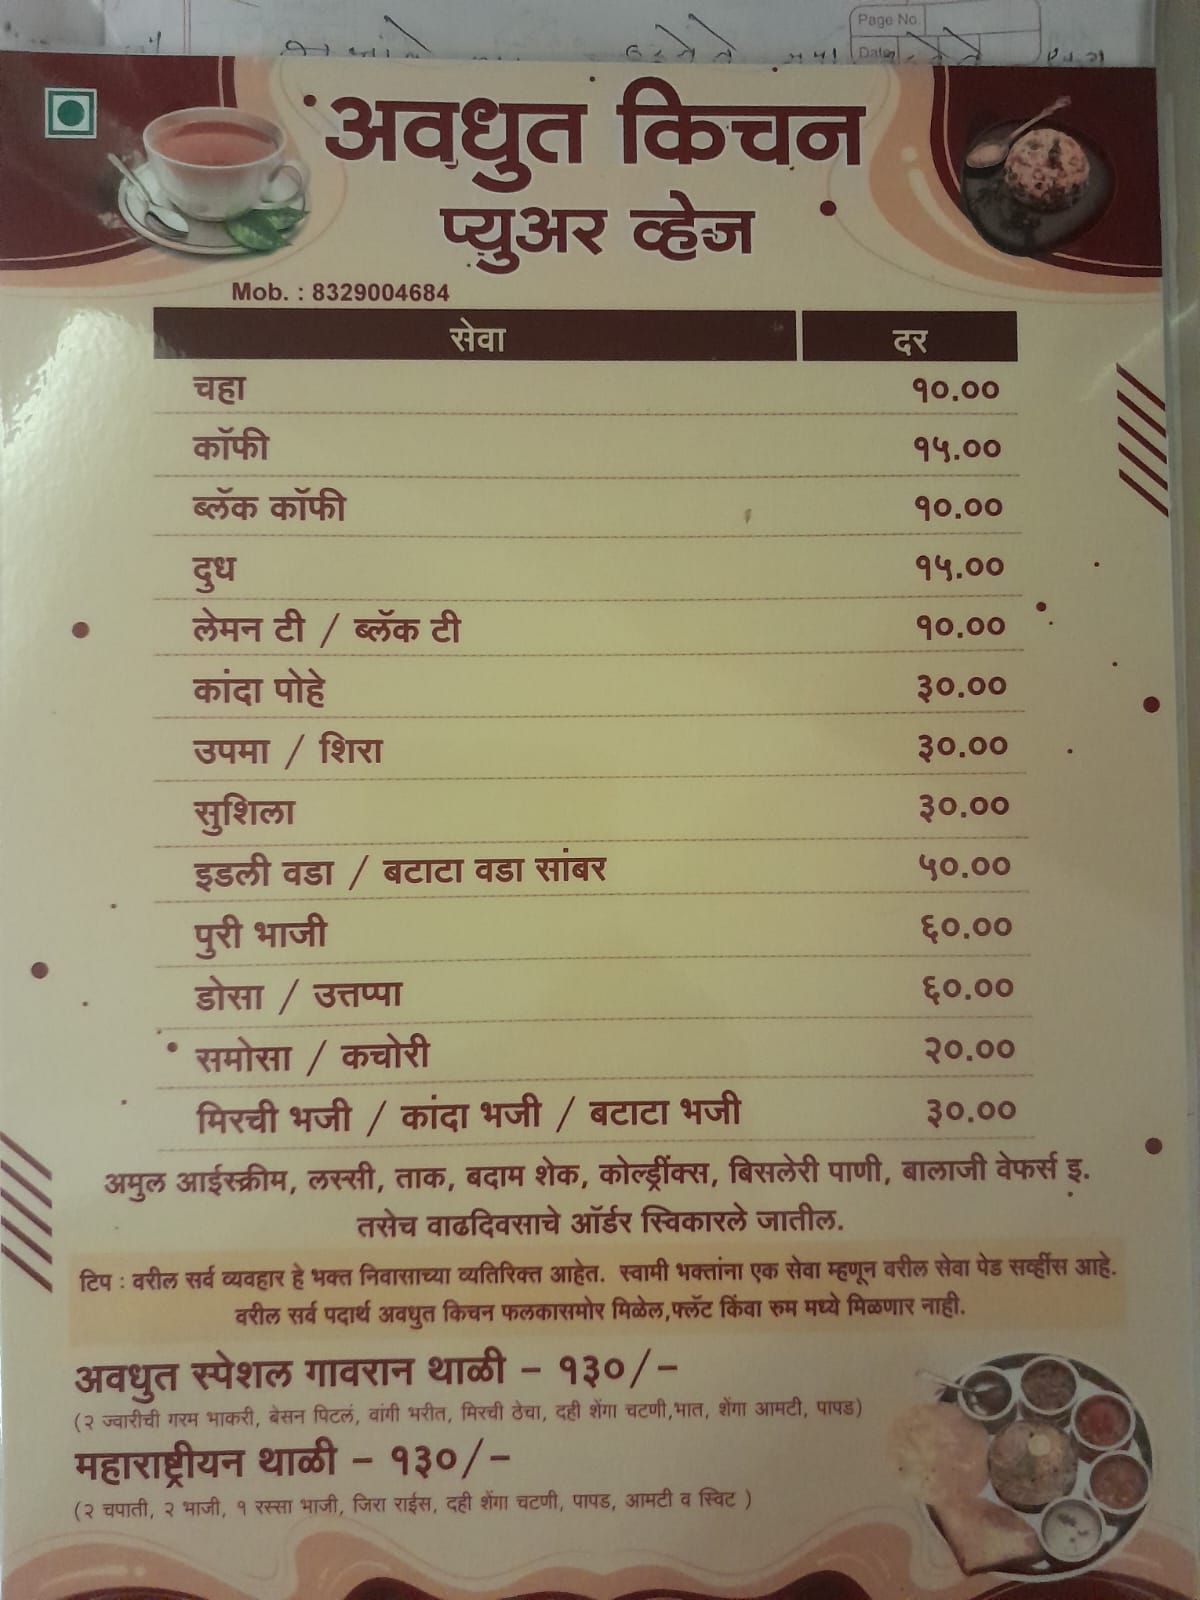 Page No.
Date
अवधुत किचन
प्युअर व्हेज
Mob. : 8329004684
सेवा दर
चहा १०.००
कॉफी १५.००
ब्लॅक कॉफी १०.००
दुध १५.००
लेमन टी / ब्लॅक टी १०.००
कांदा पोहे ३०.००
उपमा / शिरा ३०.००
सुशिला ३०.००
इडली वडा / बटाटा वडा सांबर ५०.००
पुरी भाजी ६०.००
डोसा / उत्तप्पा ६०.००
समोसा / कचोरी २०.००
मिरची भजी / कांदा भजी / बटाटा भजी ३०.००
अमुल आईस्क्रीम, लस्सी, ताक, बदाम शेक, कोल्ड्रींक्स, बिसलेरी पाणी, बालाजी वेफर्स इ.
तसेच वाढदिवसाचे ऑर्डर स्विकारले जातील.
टिप : वरील सर्व व्यवहार हे भक्त निवासाच्या व्यतिरिक्त आहेत. स्वामी भक्तांना एक सेवा म्हणून वरील सेवा पेड सर्व्हीस आहे.
वरील सर्व पदार्थ अवधुत किचन फलकासमोर मिळेल,फ्लॅट किंवा रुम मध्ये मिळणार नाही.
अवधुत स्पेशल गावरान थाळी – १३०/–
(२ ज्वारीची गरम भाकरी, बेसन पिटलं, वांगी भरीत, मिरची ठेचा, दही शेंगा चटणी,भात, शेंगा आमटी, पापड)
महाराष्ट्रीयन थाळी – १३०/–
(२ चपाती, २ भाजी, १ रस्सा भाजी, जिरा राईस, दही शेंगा चटणी, पापड, आमटी व स्विट )